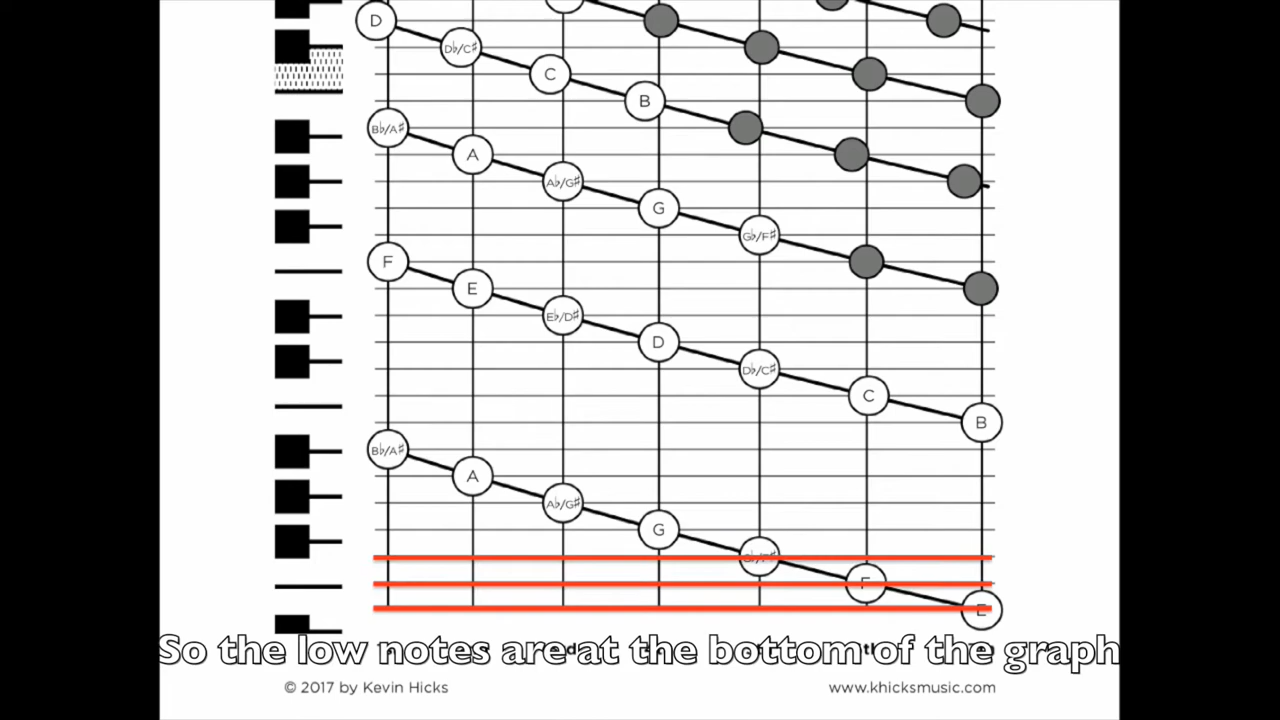 D
D♭/C♯
C
B
B♭/A♯
A
A♭/G♯
G
G♭/F♯
F
E
E♭/D♯
D
D♭/C♯
C
B
B♭/A♯
A
A♭/G♯
G
G♭/F♯
F
E
So the low notes are at the bottom of the graph
© 2017 by Kevin Hicks
www.khicksmusic.com